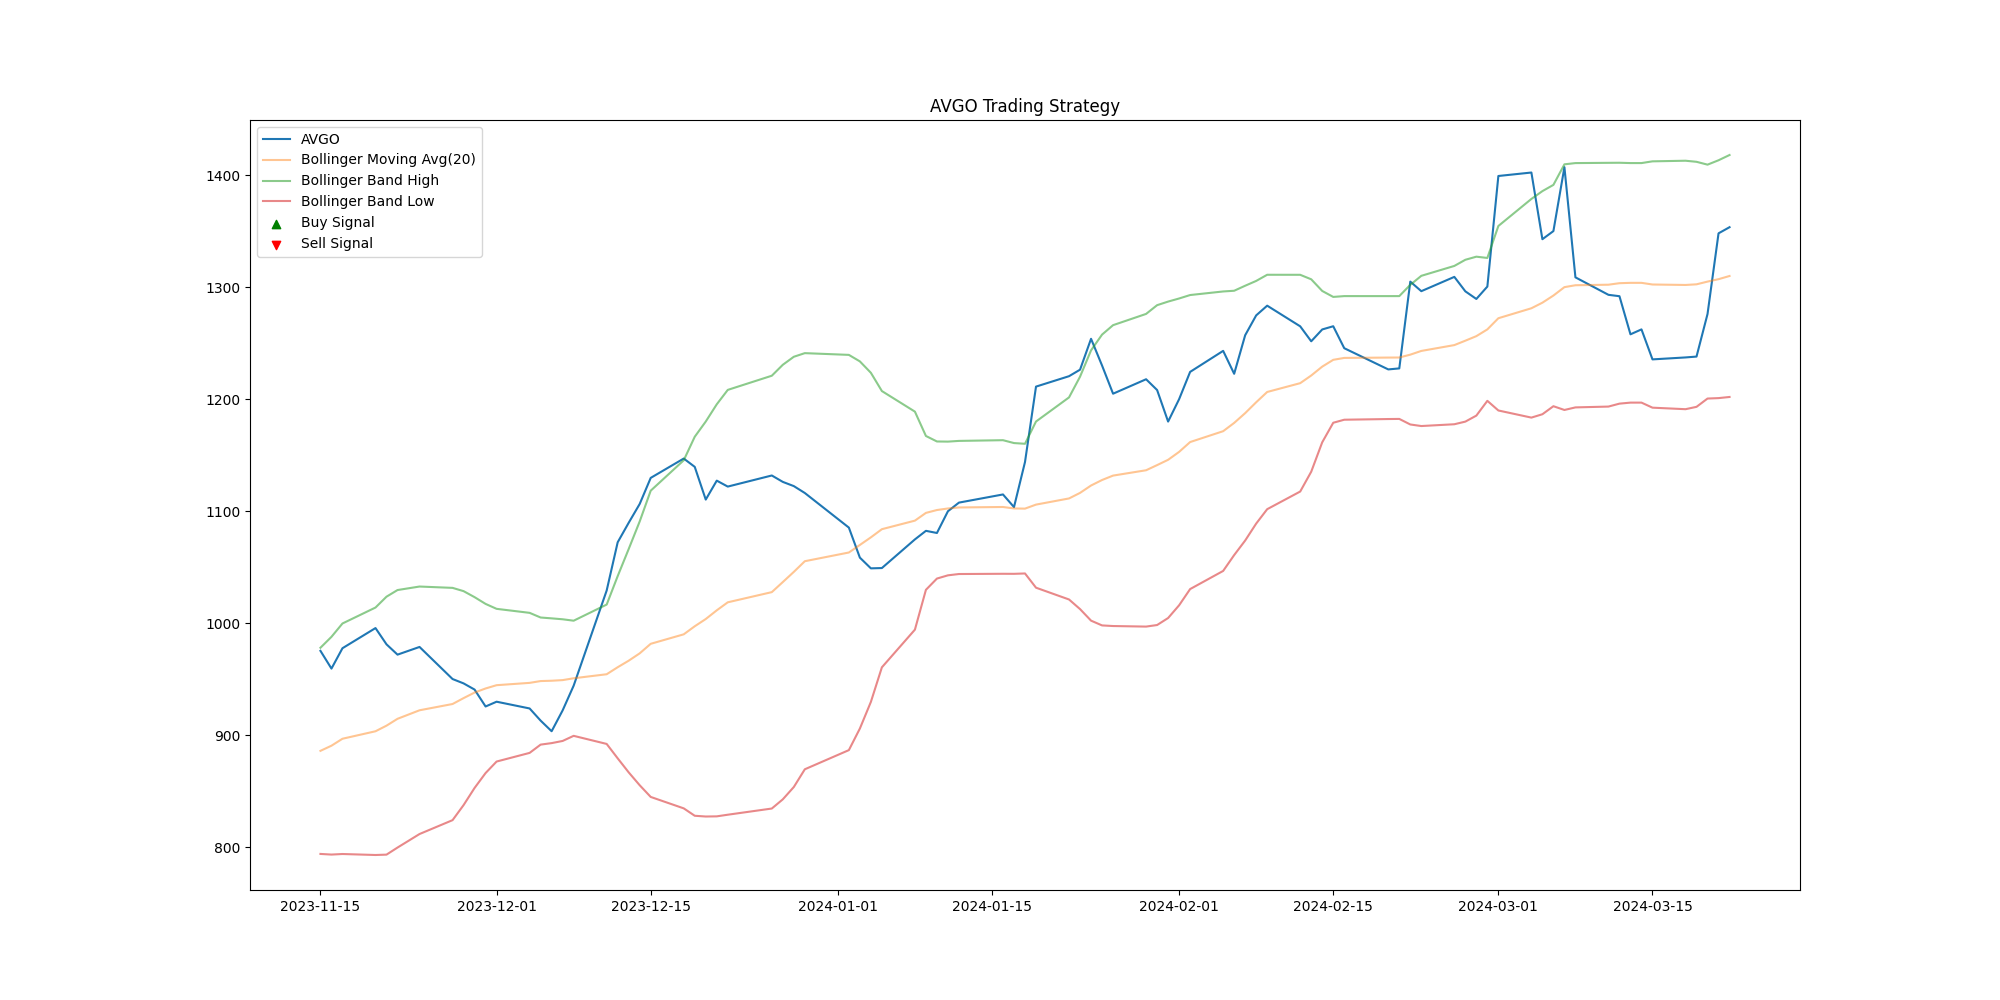 AVGO Trading Strategy
AVGO
Bollinger Moving Avg(20)
Bollinger Band High
Bollinger Band Low
Buy Signal
Sell Signal
1400
1300
1200
1100
1000
900
800
2023-11-15 2023-12-01 2023-12-15 2024-01-01 2024-01-15 2024-02-01 2024-02-15 2024-03-01 2024-03-15